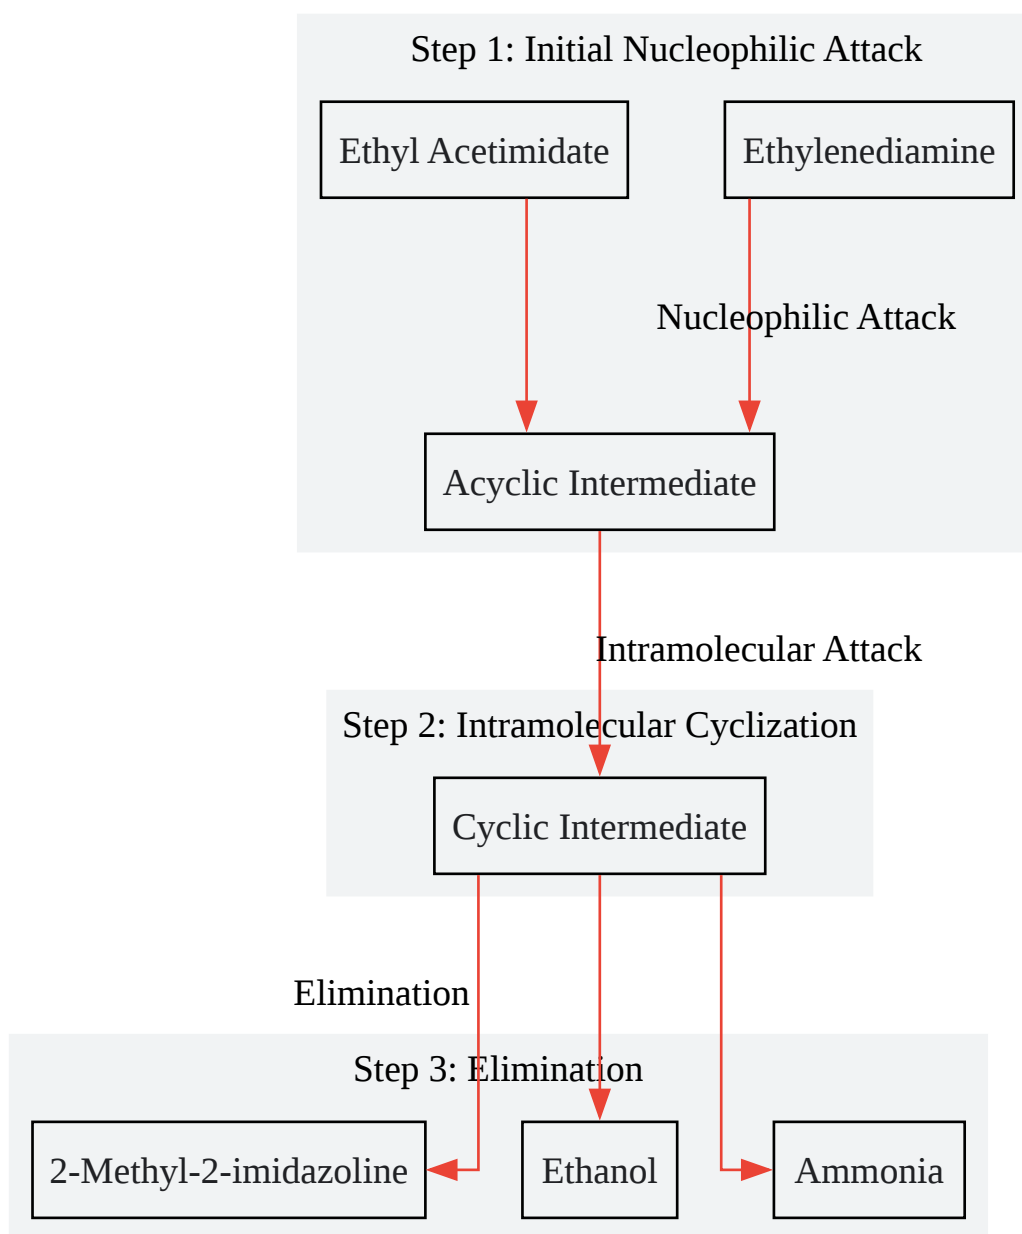 Step 1: Initial Nucleophilic Attack
Ethyl Acetimidate
Ethylenediamine
Nucleophilic Attack
Acyclic Intermediate
Intramolecular Attack
Step 2: Intramolecular Cyclization
Cyclic Intermediate
Elimination
Step 3: Elimination
2-Methyl-2-imidazoline
Ethanol
Ammonia